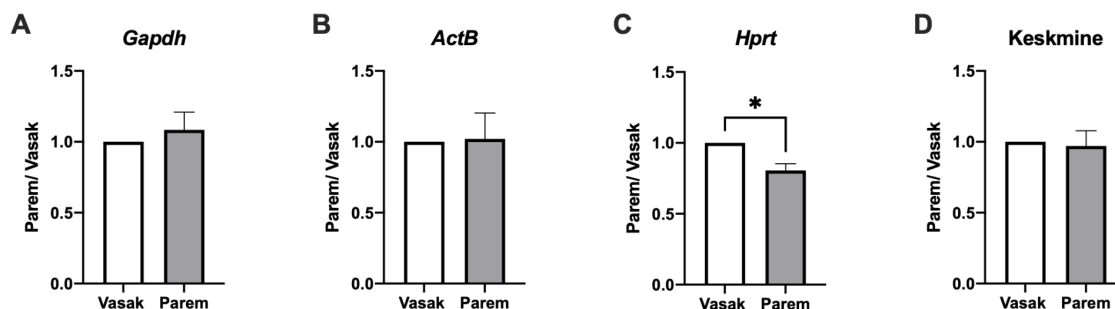 A
Gapdh
Parem/ Vasak
1.5
1.0
0.5
0.0
Vasak Parem
B
ActB
Parem/ Vasak
1.5
1.0
0.5
0.0
Vasak Parem
C
Hprt
Parem/ Vasak
1.5
1.0
0.5
0.0
*
Vasak Parem
D
Keskmine
Parem/ Vasak
1.5
1.0
0.5
0.0
Vasak Parem